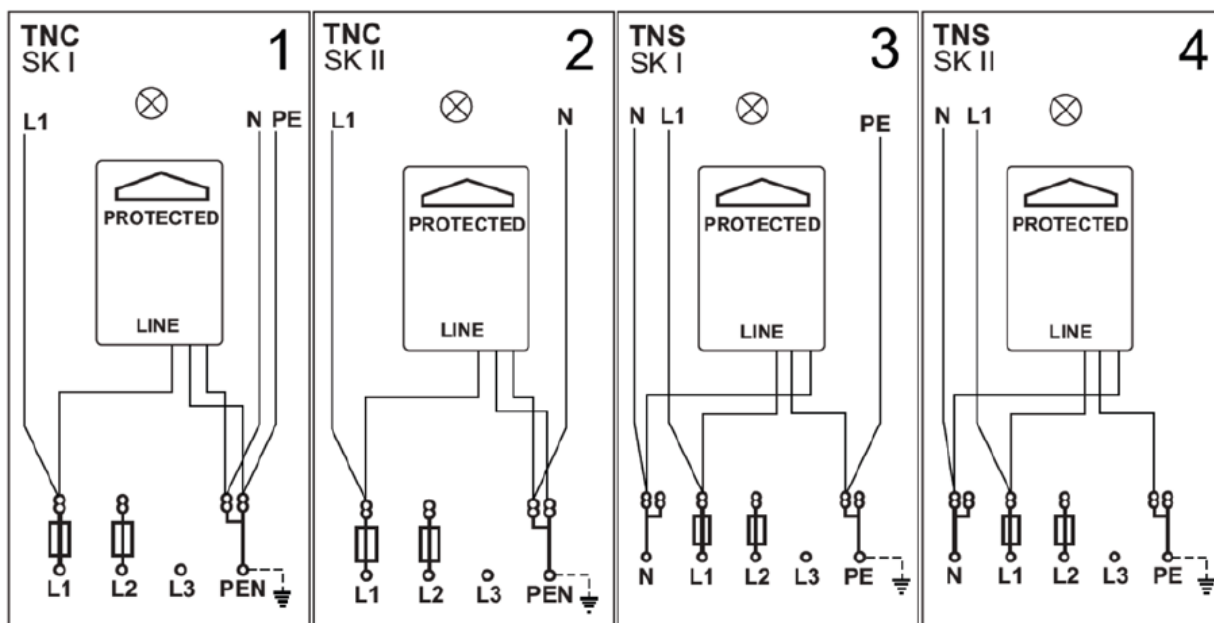 TNC
SK I
1
L1
N PE
PROTECTED
LINE
L1 L2 L3 PEN
TNC
SK II
2
L1
N
PROTECTED
LINE
L1 L2 L3 PEN
TNS
SK I
3
N L1
PE
PROTECTED
LINE
N L1 L2 L3 PE
TNS
SK II
4
N L1
PROTECTED
LINE
N L1 L2 L3 PE